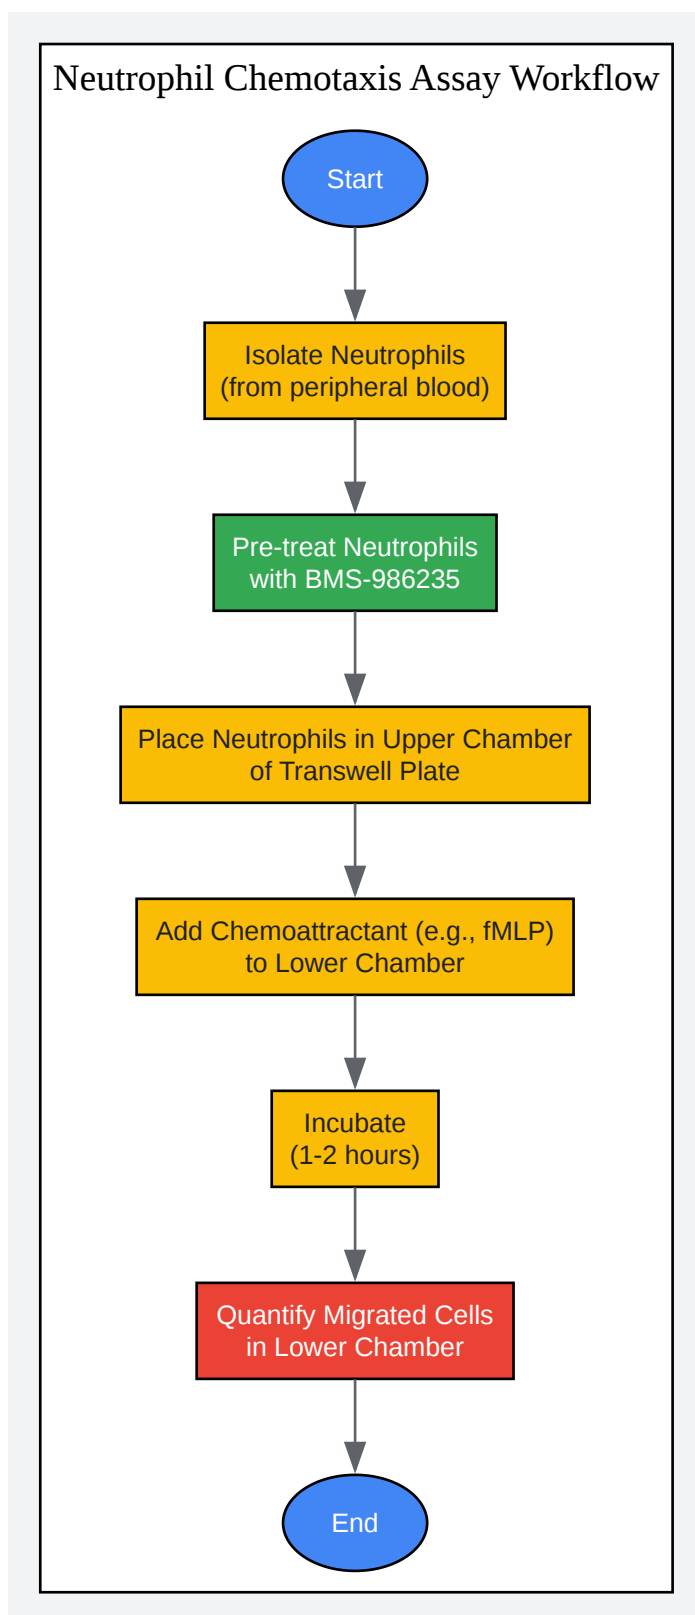 Neutrophil Chemotaxis Assay Workflow
Start
Isolate Neutrophils
(from peripheral blood)
Pre-treat Neutrophils
with BMS-986235
Place Neutrophils in Upper Chamber
of Transwell Plate
Add Chemoattractant (e.g., fMLP)
to Lower Chamber
Incubate
(1-2 hours)
Quantify Migrated Cells
in Lower Chamber
End